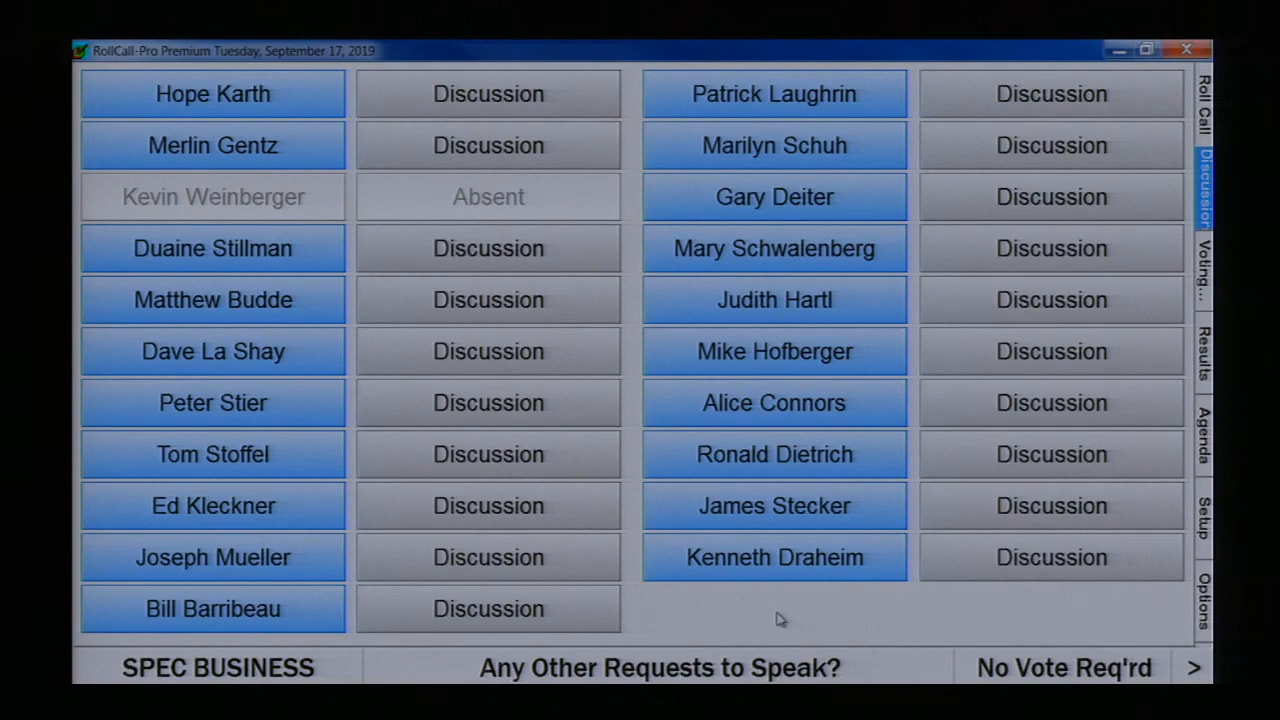 RollCall-Pro Premium Tuesday, September 17, 2019
Hope Karth Discussion Patrick Laughrin Discussion
Merlin Gentz Discussion Marilyn Schuh Discussion
Kevin Weinberger Absent Gary Deiter Discussion
Duaine Stillman Discussion Mary Schwalenberg Discussion
Matthew Budde Discussion Judith Hartl Discussion
Dave La Shay Discussion Mike Hofberger Discussion
Peter Stier Discussion Alice Connors Discussion
Tom Stoffel Discussion Ronald Dietrich Discussion
Ed Kleckner Discussion James Stecker Discussion
Joseph Mueller Discussion Kenneth Draheim Discussion
Bill Barribeau Discussion
Roll Call
Discussion
Voting...
Results
Agenda
Setup
Options
SPEC BUSINESS Any Other Requests to Speak? No Vote Req'rd >